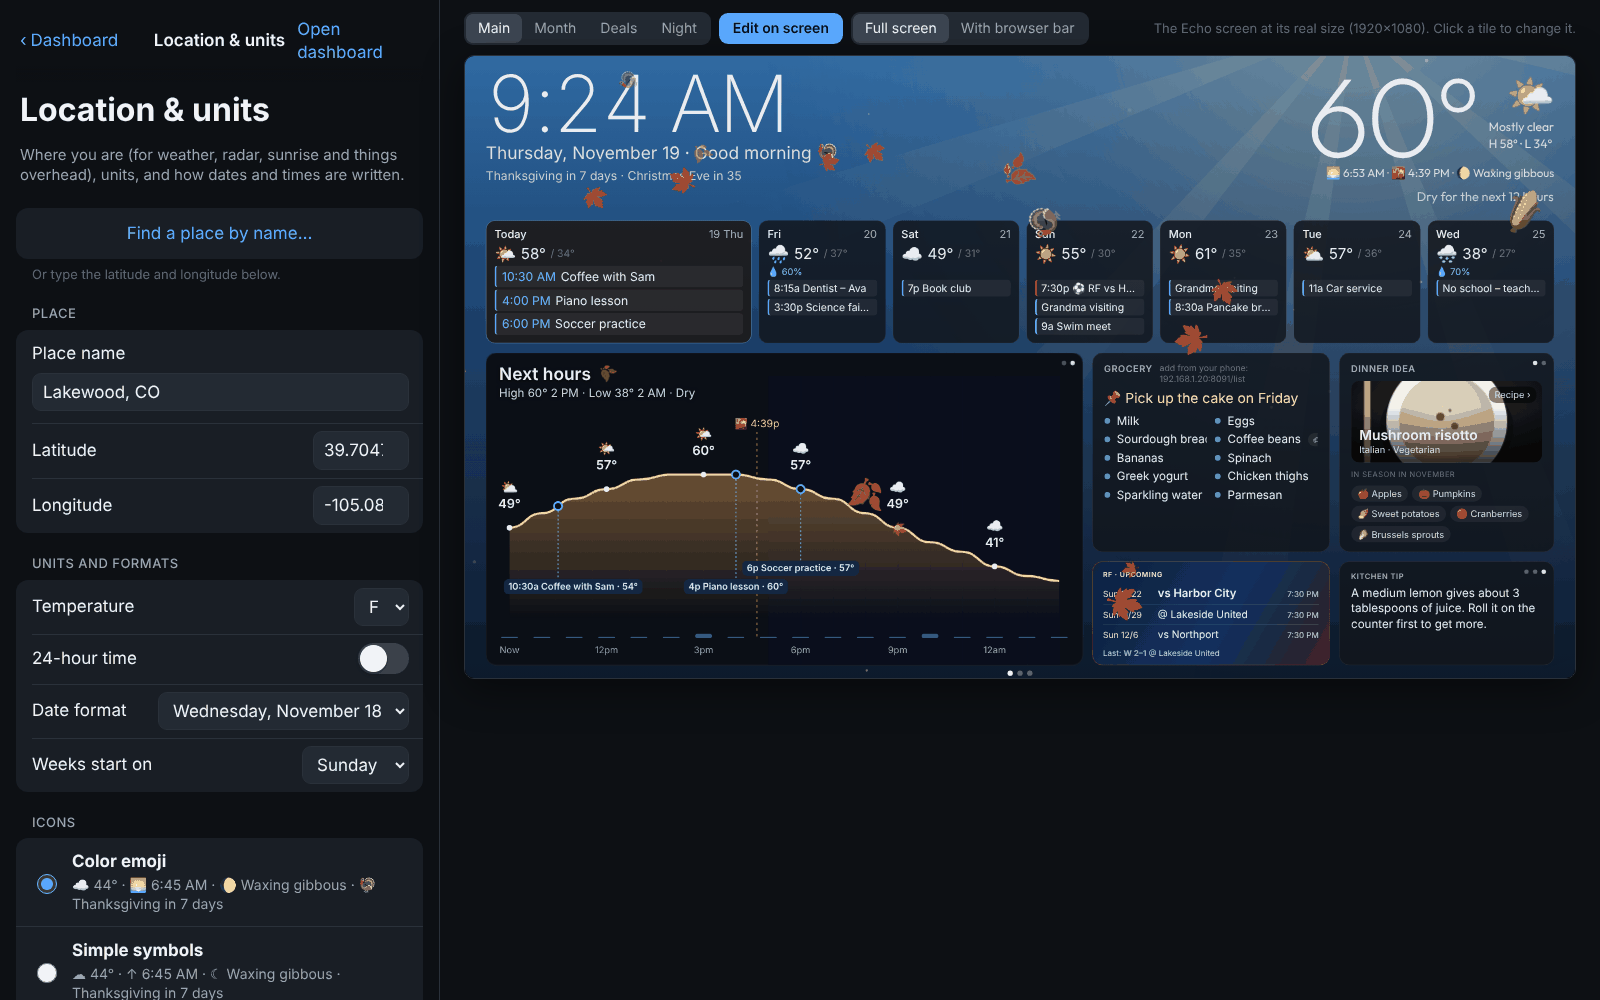 ‹ Dashboard
Location & units
Open dashboard
Location & units
Where you are (for weather, radar, sunrise and things
overhead), units, and how dates and times are written.
Find a place by name...
Or type the latitude and longitude below.
PLACE
Place name
Lakewood, CO
Latitude
39.704
Longitude
-105.08
UNITS AND FORMATS
Temperature
F
24-hour time
Date format
Wednesday, November 18
Weeks start on
Sunday
ICONS
Color emoji
44° · 6:45 AM · Waxing gibbous ·
Thanksgiving in 7 days
Simple symbols
☁ 44° · ↑ 6:45 AM · ☾ Waxing gibbous ·
Thanksgiving in 7 days
Main
Month
Deals
Night
Edit on screen
Full screen
With browser bar
The Echo screen at its real size (1920×1080). Click a tile to change it.
9:24 AM
Thursday, November 19 · Good morning
Thanksgiving in 7 days · Christmas Eve in 35
60°
Mostly clear
H 58° · L 34°
6:53 AM · 4:39 PM · Waxing gibbous
Dry for the next 12 hours
Today
19 Thu
58° / 34°
10:30 AM Coffee with Sam
4:00 PM Piano lesson
6:00 PM Soccer practice
Fri
20
52° / 37°
60%
8:15a Dentist – Ava
3:30p Science fai...
Sat
21
49° / 31°
7p Book club
Sun
22
55° / 30°
7:30p ⚽ RF vs H...
Grandma visiting
9a Swim meet
Mon
23
61° / 35°
Grandma visiting
8:30a Pancake br...
Tue
24
57° / 36°
11a Car service
Wed
25
38° / 27°
70%
No school – teach...
Next hours
High 60° 2 PM · Low 38° 2 AM · Dry
4:39p
49°
57°
60°
57°
49°
41°
10:30a Coffee with Sam · 54°
4p Piano lesson · 60°
6p Soccer practice · 57°
Now
12pm
3pm
6pm
9pm
12am
GROCERY
add from your phone:
192.168.1.20:8091/list
Pick up the cake on Friday
Milk
Eggs
Sourdough brea
Coffee beans
Bananas
Spinach
Greek yogurt
Chicken thighs
Sparkling water
Parmesan
DINNER IDEA
Recipe ›
Mushroom risotto
Italian · Vegetarian
IN SEASON IN NOVEMBER
Apples
Pumpkins
Sweet potatoes
Cranberries
Brussels sprouts
RF · UPCOMING
Sun 11/22 vs Harbor City 7:30 PM
Sun 11/29 @ Lakeside United 7:30 PM
Sun 12/6 vs Northport 7:30 PM
Last: W 2–1 @ Lakeside United
KITCHEN TIP
A medium lemon gives about 3
tablespoons of juice. Roll it on the
counter first to get more.